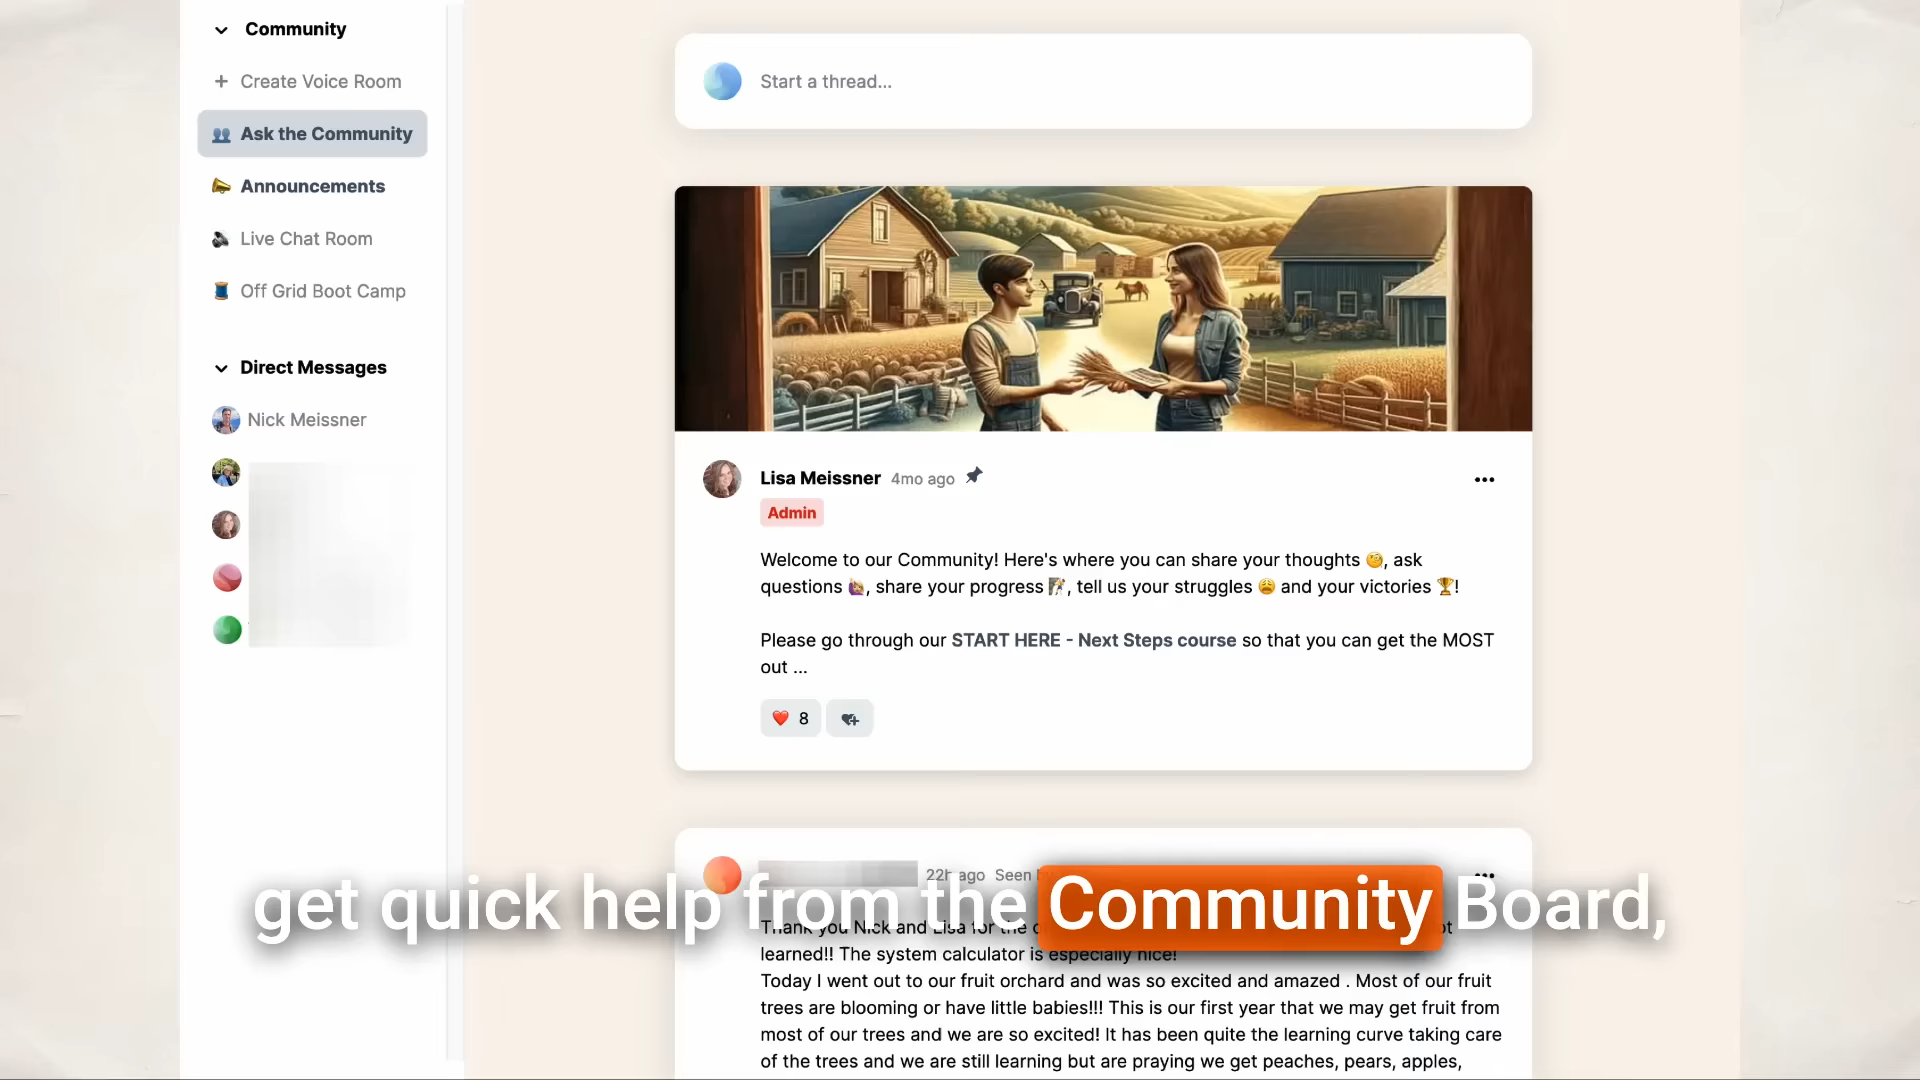 Community
Create Voice Room
Ask the Community
Announcements
Live Chat Room
Off Grid Boot Camp
Direct Messages
Nick Meissner
Start a thread...
Lisa Meissner 4mo ago
Admin
Welcome to our Community! Here's where you can share your thoughts 🧐, ask
questions 🙋‍♀️, share your progress 🧗, tell us your struggles 😩 and your victories 🏆!
Please go through our START HERE - Next Steps course so that you can get the MOST
out ...
❤️ 8
22h ago Seen
get quick help from the Community Board,
Thank you Nick and Lisa for the
learned!! The system calculator is especially nice!
Today I went out to our fruit orchard and was so excited and amazed . Most of our fruit
trees are blooming or have little babies!!! This is our first year that we may get fruit from
most of our trees and we are so excited! It has been quite the learning curve taking care
of the trees and we are still learning but are praying we get peaches, pears, apples,